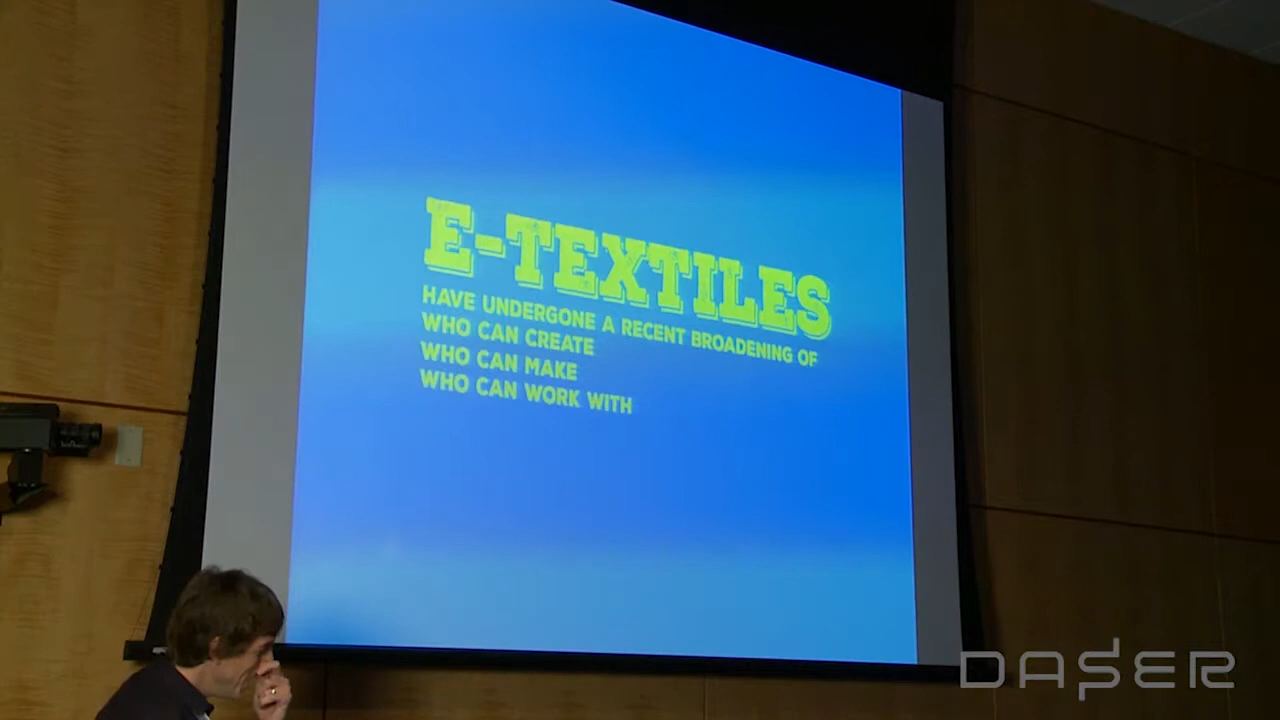 E-TEXTILES
HAVE UNDERGONE A RECENT BROADENING OF
WHO CAN CREATE
WHO CAN MAKE
WHO CAN WORK WITH
DASER